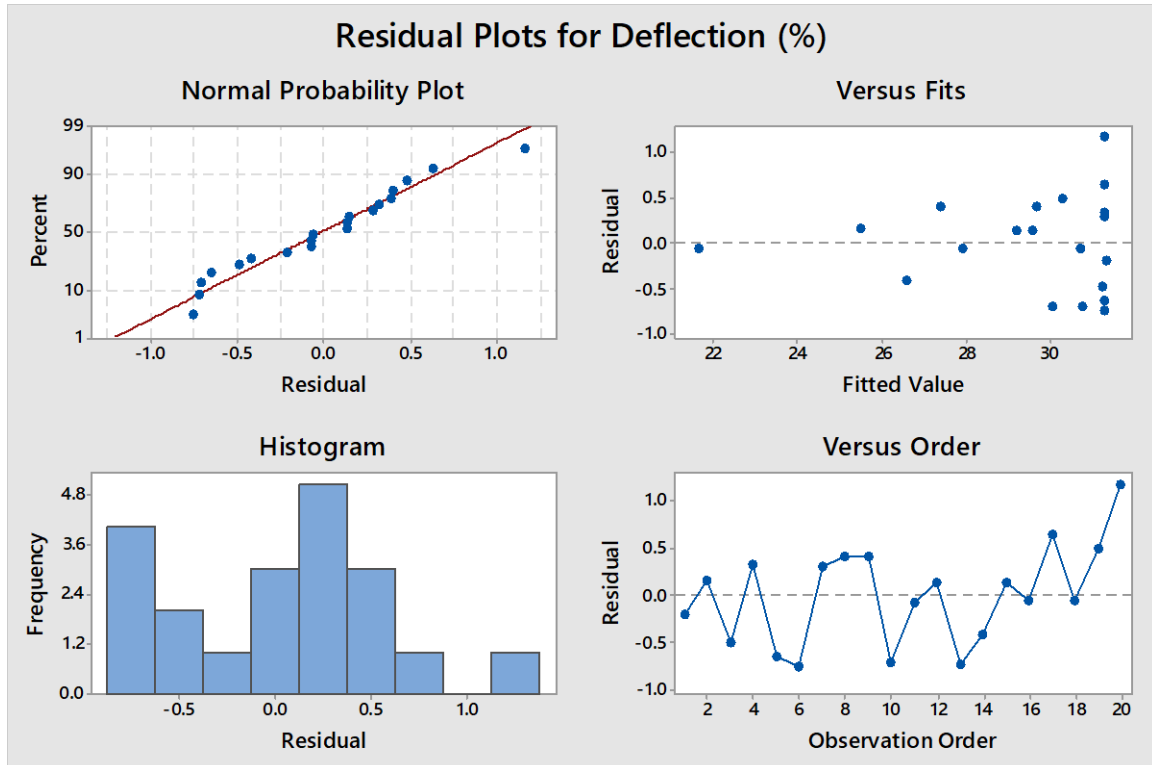 Residual Plots for Deflection (%)
Normal Probability Plot
99
90
50
10
1
Percent
-1.0 -0.5 0.0 0.5 1.0
Residual
Versus Fits
1.0
0.5
0.0
-0.5
-1.0
Residual
22 24 26 28 30
Fitted Value
Histogram
4.8
3.6
2.4
1.2
0.0
Frequency
-0.5 0.0 0.5 1.0
Residual
Versus Order
1.0
0.5
0.0
-0.5
-1.0
Residual
2 4 6 8 10 12 14 16 18 20
Observation Order